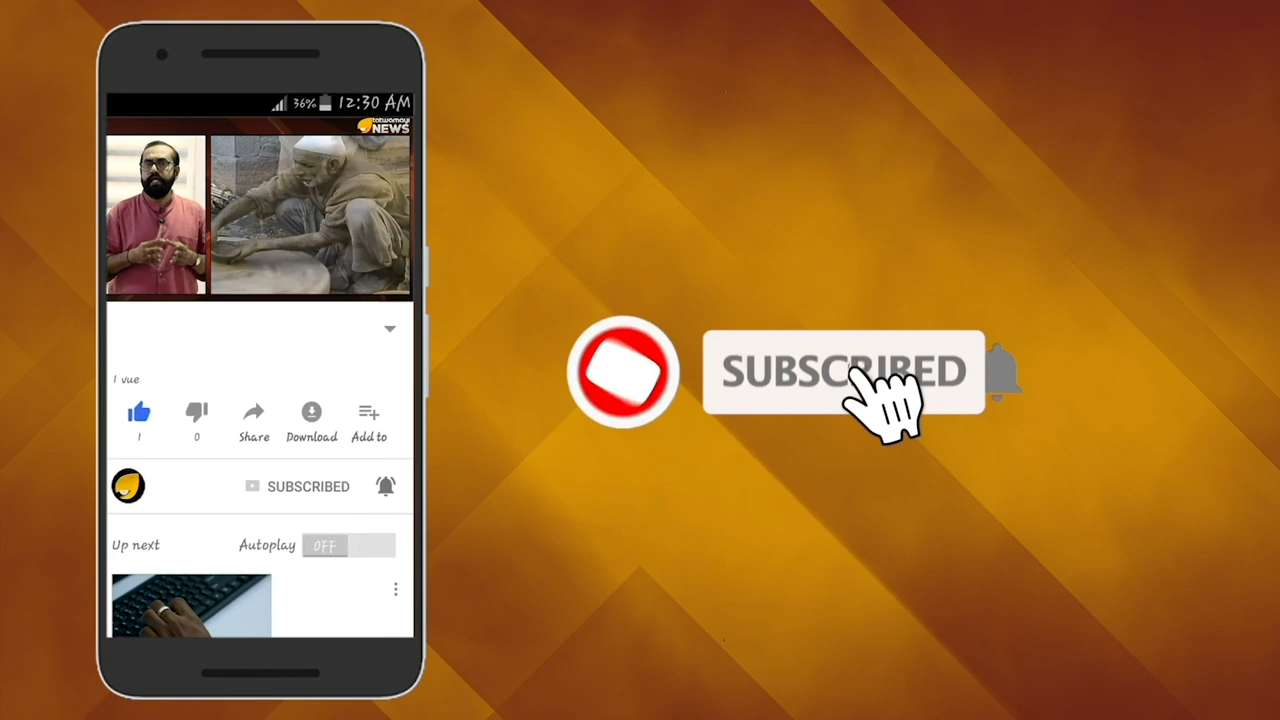 36% 12:30 AM
tatwamayi
NEWS
1 vue
1
0
Share
Download
Add to
SUBSCRIBED
Up next
Autoplay
OFF
SUBSCRIBED